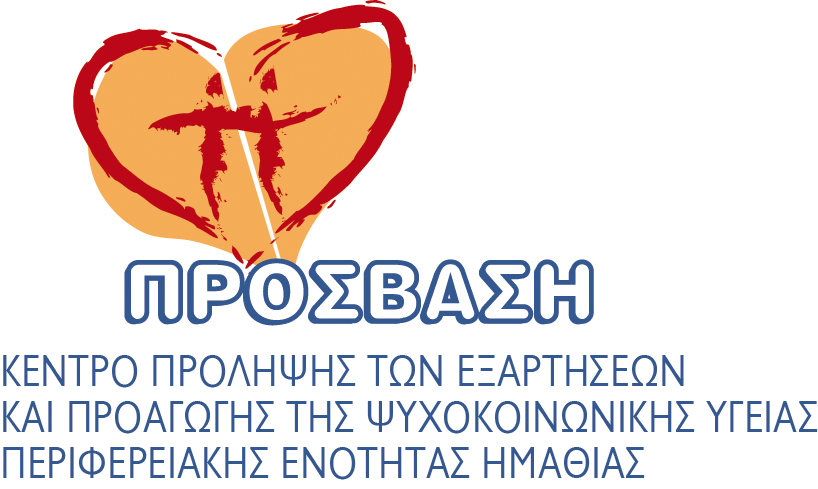 ΠΡΟΣΒΑΣΗ
ΚΕΝΤΡΟ ΠΡΟΛΗΨΗΣ ΤΩΝ ΕΞΑΡΤΗΣΕΩΝ
ΚΑΙ ΠΡΟΑΓΩΓΗΣ ΤΗΣ ΨΥΧΟΚΟΙΝΩΝΙΚΗΣ ΥΓΕΙΑΣ
ΠΕΡΙΦΕΡΕΙΑΚΗΣ ΕΝΟΤΗΤΑΣ ΗΜΑΘΙΑΣ